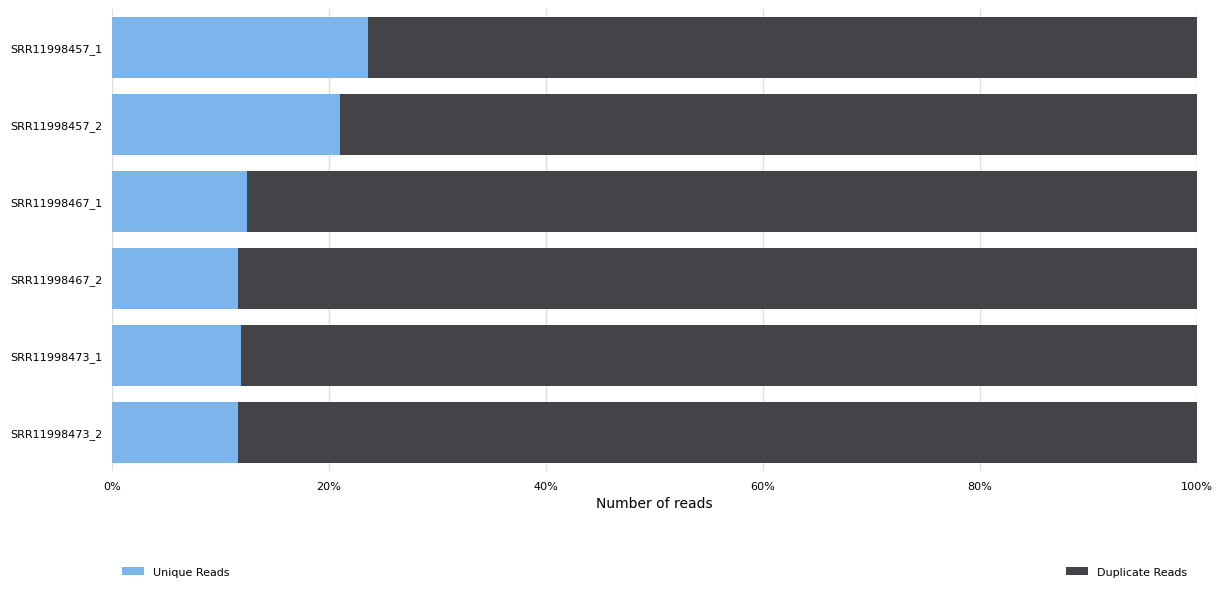 SRR11998457_1
SRR11998457_2
SRR11998467_1
SRR11998467_2
SRR11998473_1
SRR11998473_2
0% 20% 40% 60% 80% 100%
Number of reads
Unique Reads Duplicate Reads